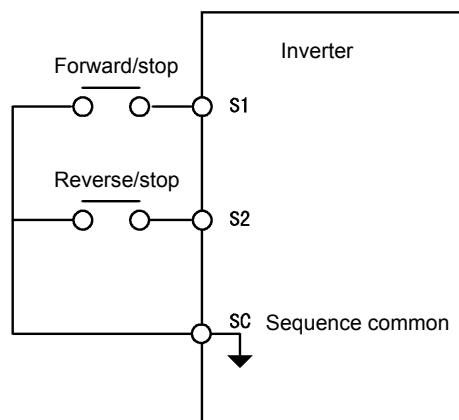 Forward/stop
Inverter
S1
Reverse/stop
S2
SC Sequence common